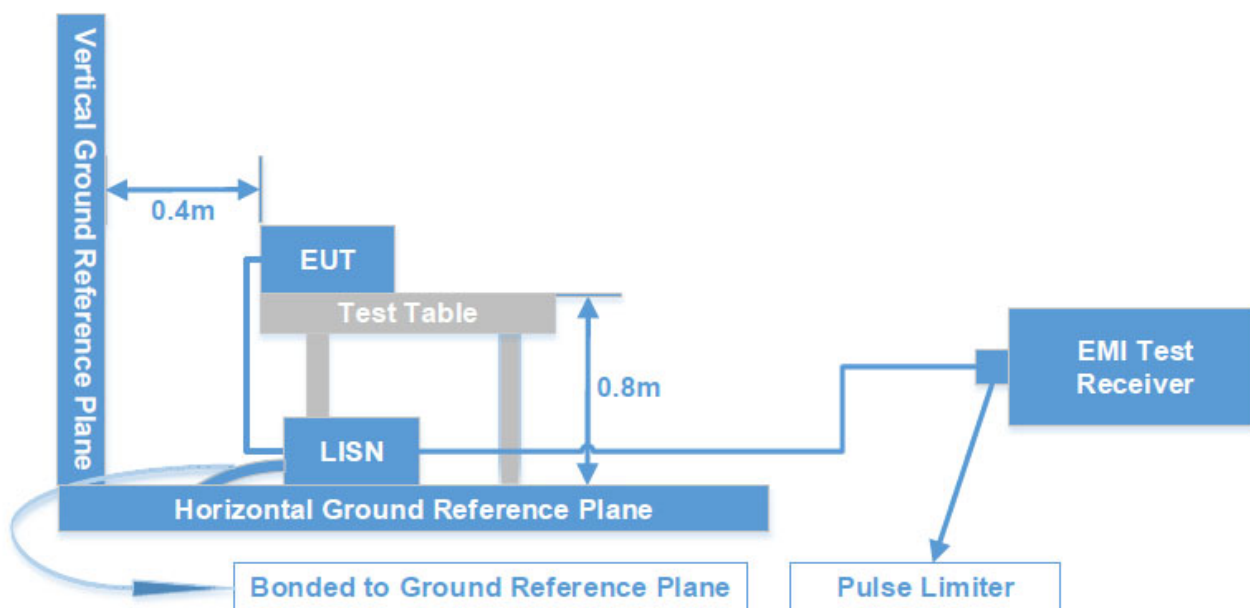 Vertical Ground Reference Plane
0.4m
EUT
Test Table
EMI Test
Receiver
0.8m
LISN
Horizontal Ground Reference Plane
Bonded to Ground Reference Plane
Pulse Limiter